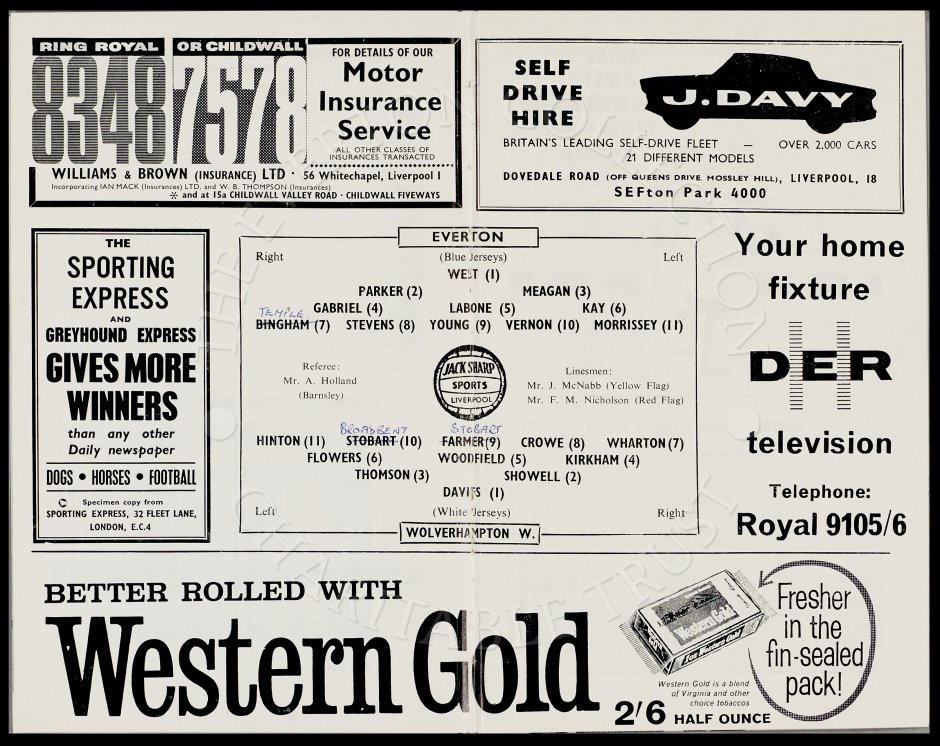 RING ROYAL
8348
OR CHILDWALL
7578
FOR DETAILS OF OUR
Motor
Insurance
Service
ALL OTHER CLASSES OF
INSURANCES TRANSACTED
WILLIAMS & BROWN (INSURANCE) LTD · 56 Whitechapel, Liverpool 1
Incorporating IAN MACK (Insurances) LTD. and W. B. THOMPSON (Insurances)
* and at 15a CHILDWALL VALLEY ROAD · CHILDWALL FIVEWAYS
SELF
DRIVE
HIRE
J. DAVY
BRITAIN'S LEADING SELF-DRIVE FLEET — OVER 2,000 CARS
21 DIFFERENT MODELS
DOVEDALE ROAD (OFF QUEENS DRIVE, MOSSLEY HILL), LIVERPOOL, 18
SEFton Park 4000
THE
SPORTING
EXPRESS
AND
GREYHOUND EXPRESS
GIVES MORE
WINNERS
than any other
Daily newspaper
DOGS • HORSES • FOOTBALL
Specimen copy from
SPORTING EXPRESS, 32 FLEET LANE,
LONDON, E.C.4
EVERTON
Right (Blue Jerseys) Left
WEST (1)
PARKER (2) MEAGAN (3)
GABRIEL (4) LABONE (5) KAY (6)
TEMPLE
BINGHAM (7) STEVENS (8) YOUNG (9) VERNON (10) MORRISSEY (11)
Referee:
Mr. A. Holland
(Barnsley)
JACK SHARP
SPORTS
LIVERPOOL
Linesmen:
Mr. J. McNabb (Yellow Flag)
Mr. F. M. Nicholson (Red Flag)
BROADBENT STOBART
HINTON (11) STOBART (10) FARMER (9) CROWE (8) WHARTON (7)
FLOWERS (6) WOODFIELD (5) KIRKHAM (4)
THOMSON (3) SHOWELL (2)
DAVIES (1)
Left (White Jerseys) Right
WOLVERHAMPTON W.
Your home
fixture
DER
television
Telephone:
Royal 9105/6
BETTER ROLLED WITH
Western Gold
Western Gold
Western Gold
Fresher
in the
fin-sealed
pack!
Western Gold is a blend
of Virginia and other
choice tobaccos
2'6 HALF OUNCE